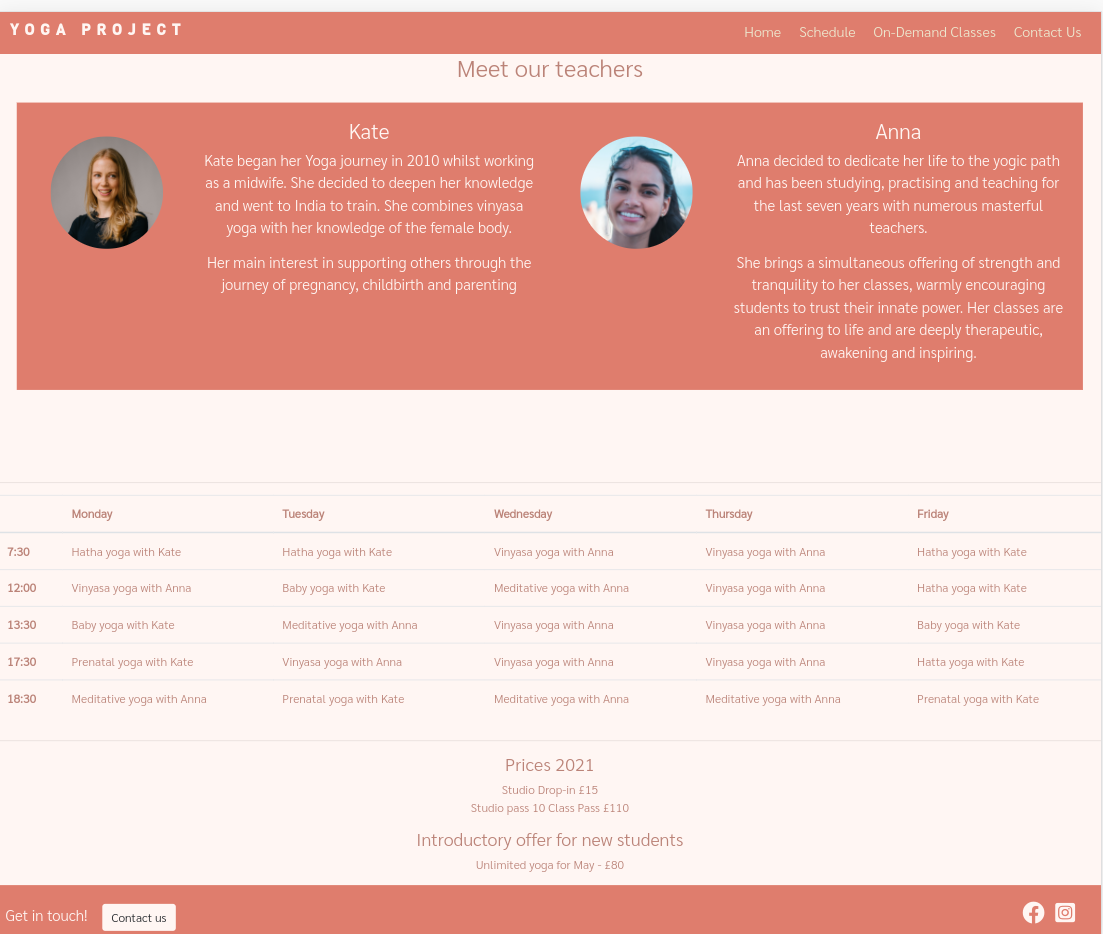 YOGA PROJECT
Home Schedule On-Demand Classes Contact Us
Meet our teachers
Kate
Kate began her Yoga journey in 2010 whilst working
as a midwife. She decided to deepen her knowledge
and went to India to train. She combines vinyasa
yoga with her knowledge of the female body.
Her main interest in supporting others through the
journey of pregnancy, childbirth and parenting
Anna
Anna decided to dedicate her life to the yogic path
and has been studying, practising and teaching for
the last seven years with numerous masterful
teachers.
She brings a simultaneous offering of strength and
tranquility to her classes, warmly encouraging
students to trust their innate power. Her classes are
an offering to life and are deeply therapeutic,
awakening and inspiring.
Monday Tuesday Wednesday Thursday Friday
7:30 Hatha yoga with Kate Hatha yoga with Kate Vinyasa yoga with Anna Vinyasa yoga with Anna Hatha yoga with Kate
12:00 Vinyasa yoga with Anna Baby yoga with Kate Meditative yoga with Anna Vinyasa yoga with Anna Hatha yoga with Kate
13:30 Baby yoga with Kate Meditative yoga with Anna Vinyasa yoga with Anna Vinyasa yoga with Anna Baby yoga with Kate
17:30 Prenatal yoga with Kate Vinyasa yoga with Anna Vinyasa yoga with Anna Vinyasa yoga with Anna Hatta yoga with Kate
18:30 Meditative yoga with Anna Prenatal yoga with Kate Meditative yoga with Anna Meditative yoga with Anna Prenatal yoga with Kate
Prices 2021
Studio Drop-in £15
Studio pass 10 Class Pass £110
Introductory offer for new students
Unlimited yoga for May - £80
Get in touch! Contact us